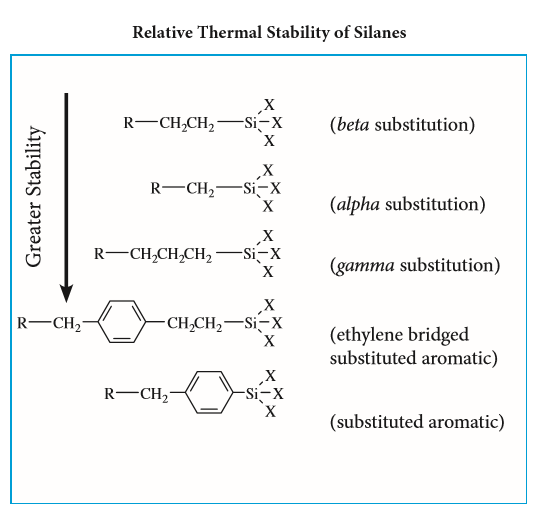 Relative Thermal Stability of Silanes
Greater Stability
X
R—CH₂CH₂—Si—X
X
(beta substitution)
X
R—CH₂—Si—X
X
(alpha substitution)
X
R—CH₂CH₂CH₂—Si—X
X
(gamma substitution)
X
R—CH₂ —CH₂CH₂—Si—X
X
(ethylene bridged
substituted aromatic)
X
R—CH₂ Si—X
X
(substituted aromatic)